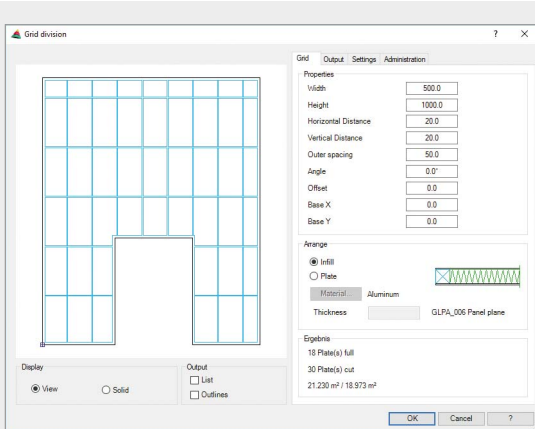 Grid division
? X
Grid Output Settings Administration
Properties
Width 500.0
Height 1000.0
Horizontal Distance 20.0
Vertical Distance 20.0
Outer spacing 50.0
Angle 0.0°
Offset 0.0
Base X 0.0
Base Y 0.0
Arrange
Infill
Plate
Material... Aluminum
Thickness GLPA_006 Panel plane
Ergebnis
18 Plate(s) full
30 Plate(s) cut
21.230 m² / 18.973 m²
Display
View Solid
Output
List
Outlines
OK Cancel ?